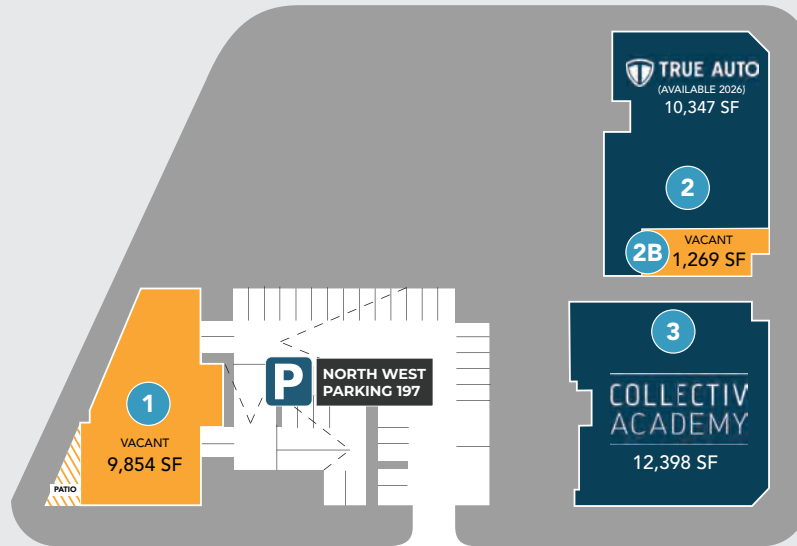 TRUE AUTO
(AVAILABLE 2026)
10,347 SF
2
2B
VACANT
1,269 SF
3
COLLECTIV
ACADEMY
12,398 SF
P
NORTH WEST
PARKING 197
1
VACANT
9,854 SF
PATIO